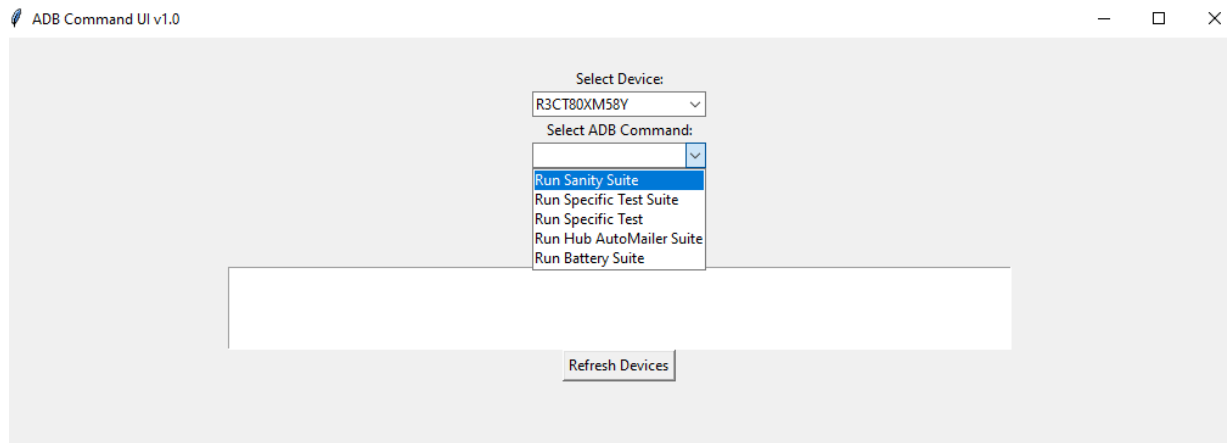 ADB Command UI v1.0
Select Device:
R3CT80XM58Y
Select ADB Command:
Run Sanity Suite
Run Specific Test Suite
Run Specific Test
Run Hub AutoMailer Suite
Run Battery Suite
Refresh Devices